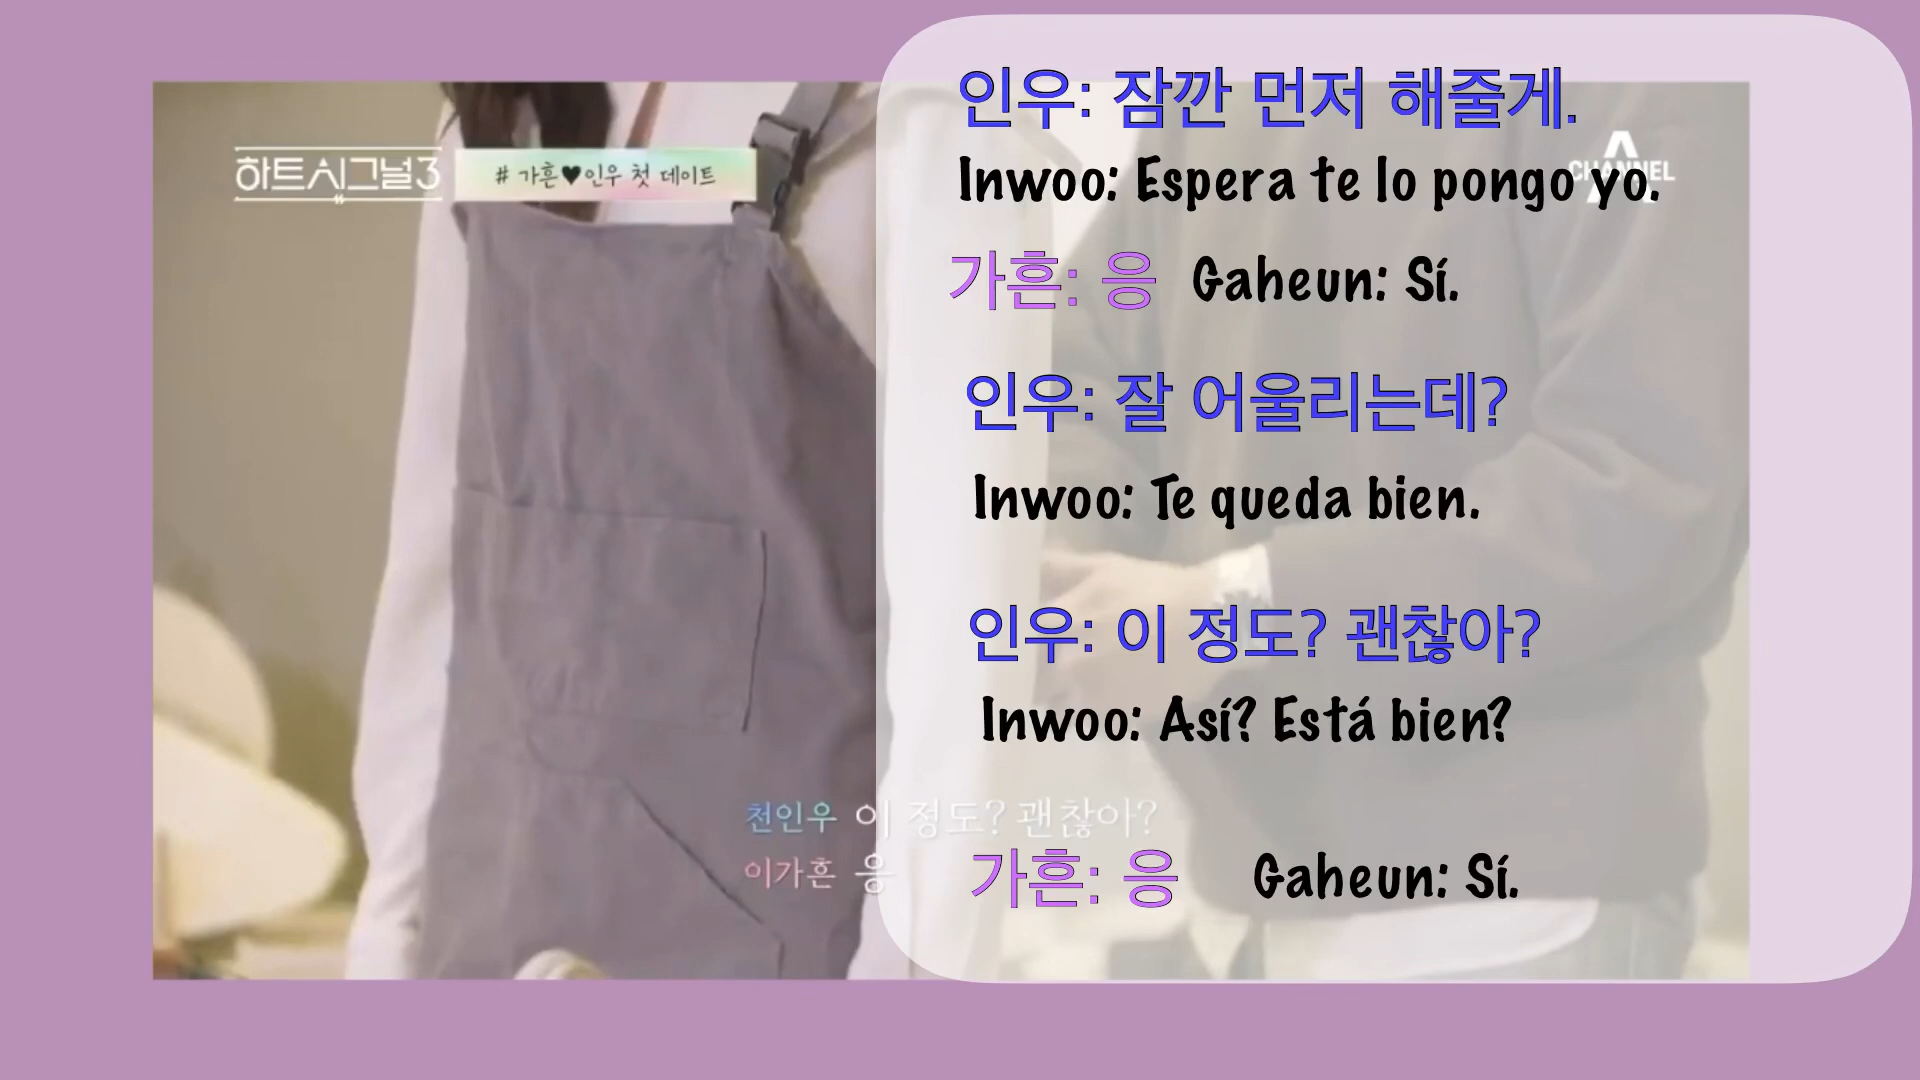 하트시그널3
# 가흔♥인우 첫 데이트
CHANNEL A
인우: 잠깐 먼저 해줄게.
Inwoo: Espera te lo pongo yo.
가흔: 응 Gaheun: Sí.
인우: 잘 어울리는데?
Inwoo: Te queda bien.
인우: 이 정도? 괜찮아?
Inwoo: Así? Está bien?
천인우 이 정도? 괜찮아?
이가흔 응
가흔: 응 Gaheun: Sí.